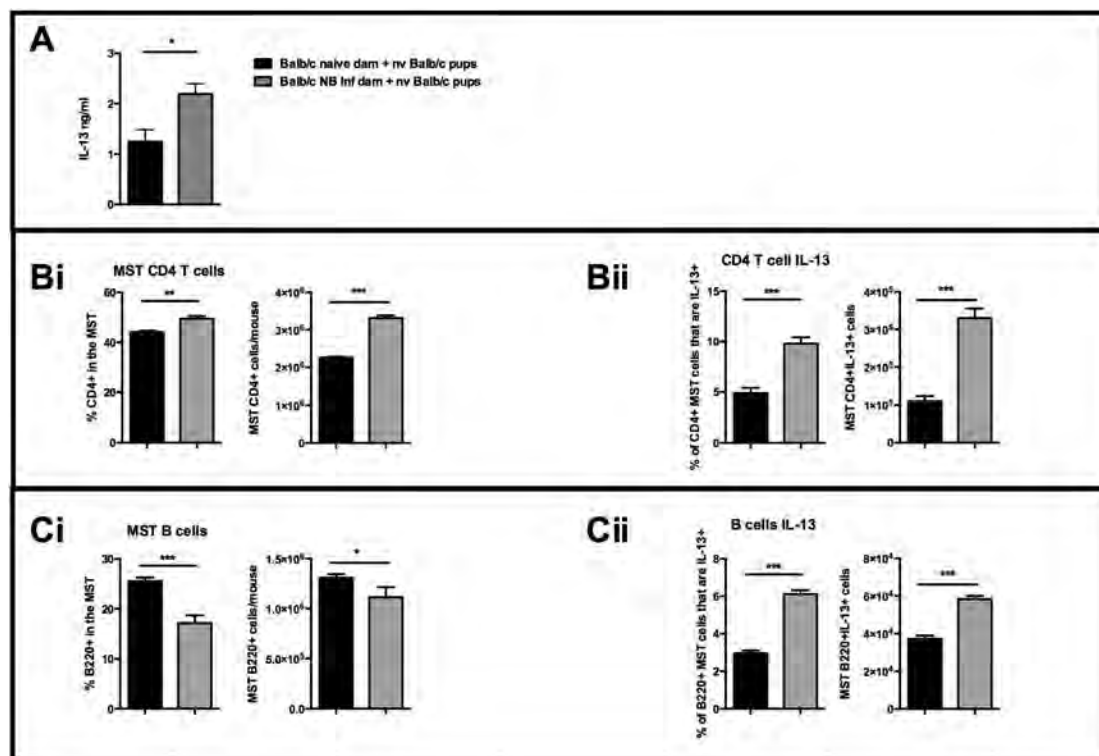 A
*
3
2
1
0
IL-13 ng/ml
Balb/c naive dam + nv Balb/c pups
Balb/c NB Inf dam + nv Balb/c pups
Bi
MST CD4 T cells
**
60
40
20
0
% CD4+ in the MST
***
4×10⁶
3×10⁶
2×10⁶
1×10⁶
0
MST CD4+ cells/mouse
Bii
CD4 T cell IL-13
***
15
10
5
0
% of CD4+ MST cells that are IL-13+
***
4×10⁵
3×10⁵
2×10⁵
1×10⁵
0
MST CD4+IL-13+ cells
Ci
MST B cells
***
30
20
10
0
% B220+ in the MST
*
1.5×10⁶
1.0×10⁶
5.0×10⁵
0.0
MST B220+ cells/mouse
Cii
B cells IL-13
***
8
6
4
2
0
% of B220+ MST cells that are IL-13+
***
8×10⁴
6×10⁴
4×10⁴
2×10⁴
0
MST B220+IL-13+ cells